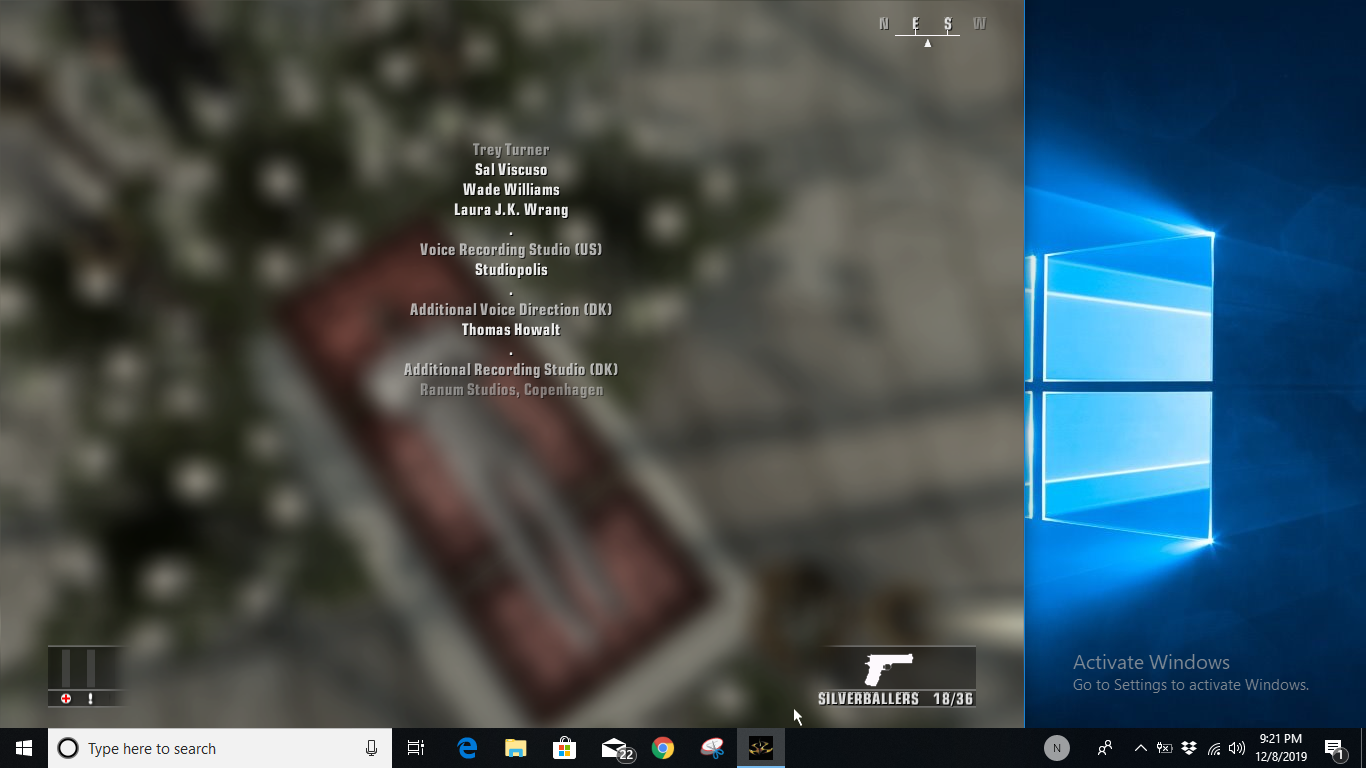 N E S W
Trey Turner
Sal Viscuso
Wade Williams
Laura J.K. Wrang
.
Voice Recording Studio (US)
Studiopolis
.
Additional Voice Direction (DK)
Thomas Howalt
.
Additional Recording Studio (DK)
Ranum Studios, Copenhagen
SILVERBALLERS 18/36
Activate Windows
Go to Settings to activate Windows.
Type here to search
22
N
9:21 PM
12/8/2019
1